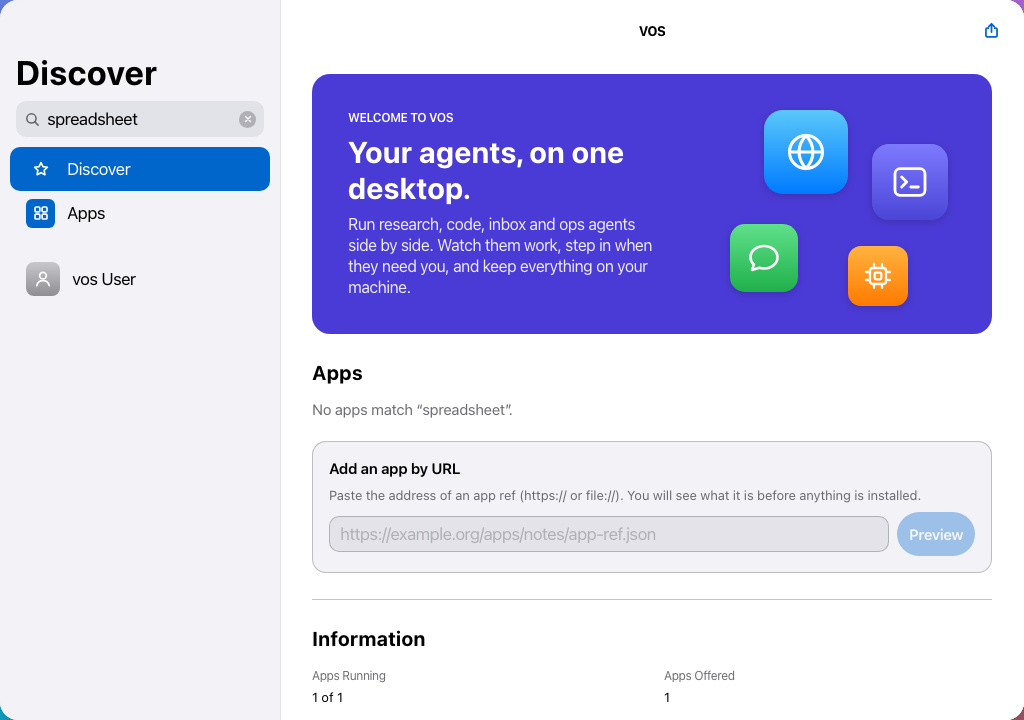 Discover
spreadsheet
Discover
Apps
vos User
VOS
WELCOME TO VOS
Your agents, on one
desktop.
Run research, code, inbox and ops agents
side by side. Watch them work, step in when
they need you, and keep everything on your
machine.
Apps
No apps match “spreadsheet”.
Add an app by URL
Paste the address of an app ref (https:// or file://). You will see what it is before anything is installed.
https://example.org/apps/notes/app-ref.json
Preview
Information
Apps Running
Apps Offered
1 of 1
1